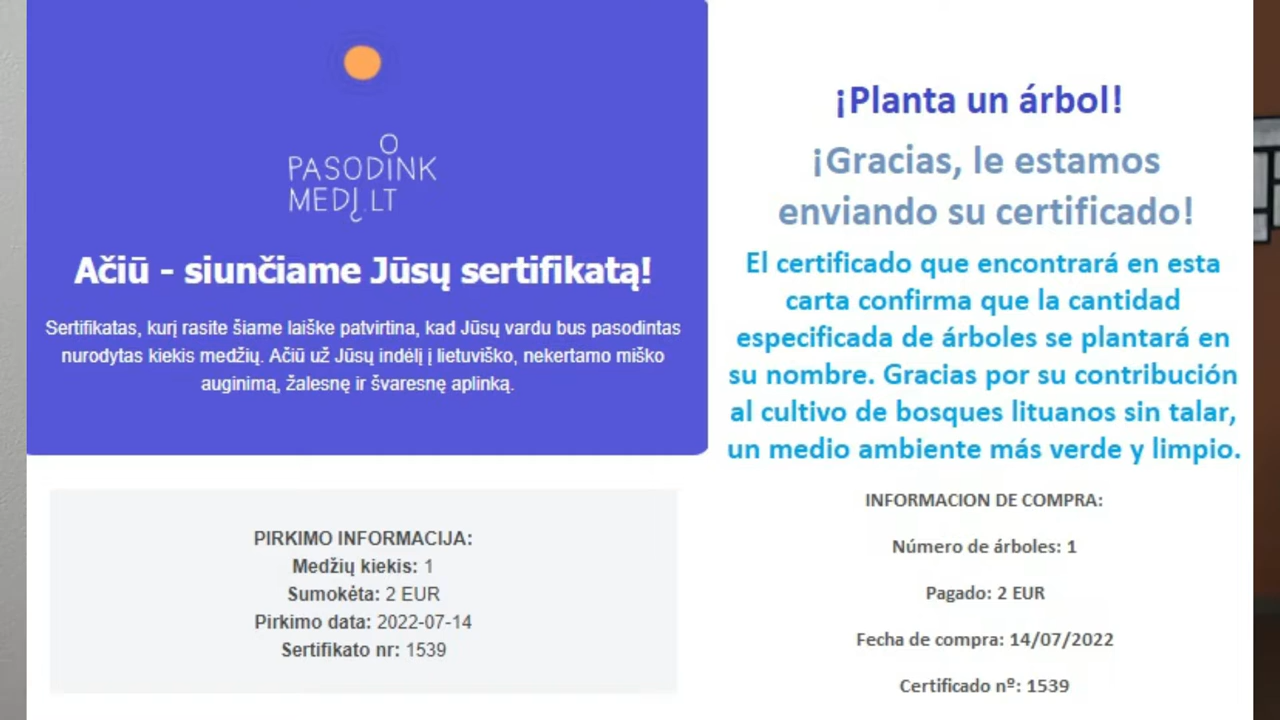 PASODINK
MEDĮ.LT
Ačiū - siunčiame Jūsų sertifikatą!
Sertifikatas, kurį rasite šiame laiške patvirtina, kad Jūsų vardu bus pasodintas
nurodytas kiekis medžių. Ačiū už Jūsų indėlį į lietuviško, nekertamo miško
auginimą, žalesnę ir švaresnę aplinką.
PIRKIMO INFORMACIJA:
Medžių kiekis: 1
Sumokėta: 2 EUR
Pirkimo data: 2022-07-14
Sertifikato nr: 1539
¡Planta un árbol!
¡Gracias, le estamos
enviando su certificado!
El certificado que encontrará en esta
carta confirma que la cantidad
especificada de árboles se plantará en
su nombre. Gracias por su contribución
al cultivo de bosques lituanos sin talar,
un medio ambiente más verde y limpio.
INFORMACION DE COMPRA:
Número de árboles: 1
Pagado: 2 EUR
Fecha de compra: 14/07/2022
Certificado nº: 1539